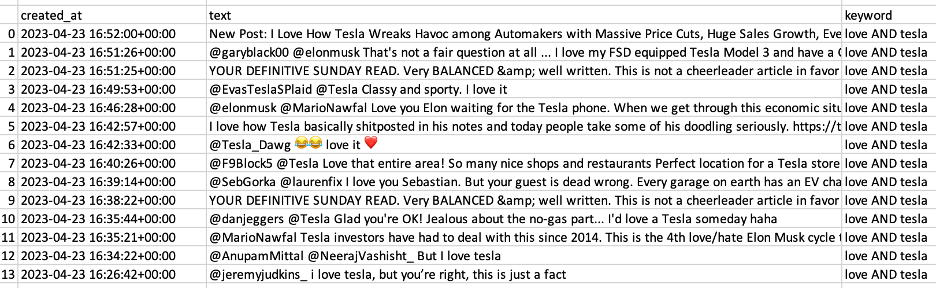 created_at text keyword
0 2023-04-23 16:52:00+00:00 New Post: I Love How Tesla Wreaks Havoc among Automakers with Massive Price Cuts, Huge Sales Growth, Eve love AND tesla
1 2023-04-23 16:51:26+00:00 @garyblack00 @elonmusk That's not a fair question at all ... I love my FSD equipped Tesla Model 3 and have a C love AND tesla
2 2023-04-23 16:51:25+00:00 YOUR DEFINITIVE SUNDAY READ. Very BALANCED &amp; well written. This is not a cheerleader article in favor love AND tesla
3 2023-04-23 16:49:53+00:00 @EvasTeslaSPlaid @Tesla Classy and sporty. I love it love AND tesla
4 2023-04-23 16:46:28+00:00 @elonmusk @MarioNawfal Love you Elon waiting for the Tesla phone. When we get through this economic situ love AND tesla
5 2023-04-23 16:42:57+00:00 I love how Tesla basically shitposted in his notes and today people take some of his doodling seriously. https://t love AND tesla
6 2023-04-23 16:42:33+00:00 @Tesla_Dawg 😂😂 love it ❤️ love AND tesla
7 2023-04-23 16:40:26+00:00 @F9Block5 @Tesla Love that entire area! So many nice shops and restaurants Perfect location for a Tesla store love AND tesla
8 2023-04-23 16:39:14+00:00 @SebGorka @laurenfix I love you Sebastian. But your guest is dead wrong. Every garage on earth has an EV cha love AND tesla
9 2023-04-23 16:38:22+00:00 YOUR DEFINITIVE SUNDAY READ. Very BALANCED &amp; well written. This is not a cheerleader article in favor love AND tesla
10 2023-04-23 16:35:44+00:00 @danjeggers @Tesla Glad you're OK! Jealous about the no-gas part... I'd love a Tesla someday haha love AND tesla
11 2023-04-23 16:35:21+00:00 @MarioNawfal Tesla investors have had to deal with this since 2014. This is the 4th love/hate Elon Musk cycle t love AND tesla
12 2023-04-23 16:34:22+00:00 @AnupamMittal @NeerajVashisht_ But I love tesla love AND tesla
13 2023-04-23 16:26:42+00:00 @jeremyjudkins_ i love tesla, but you’re right, this is just a fact love AND tesla